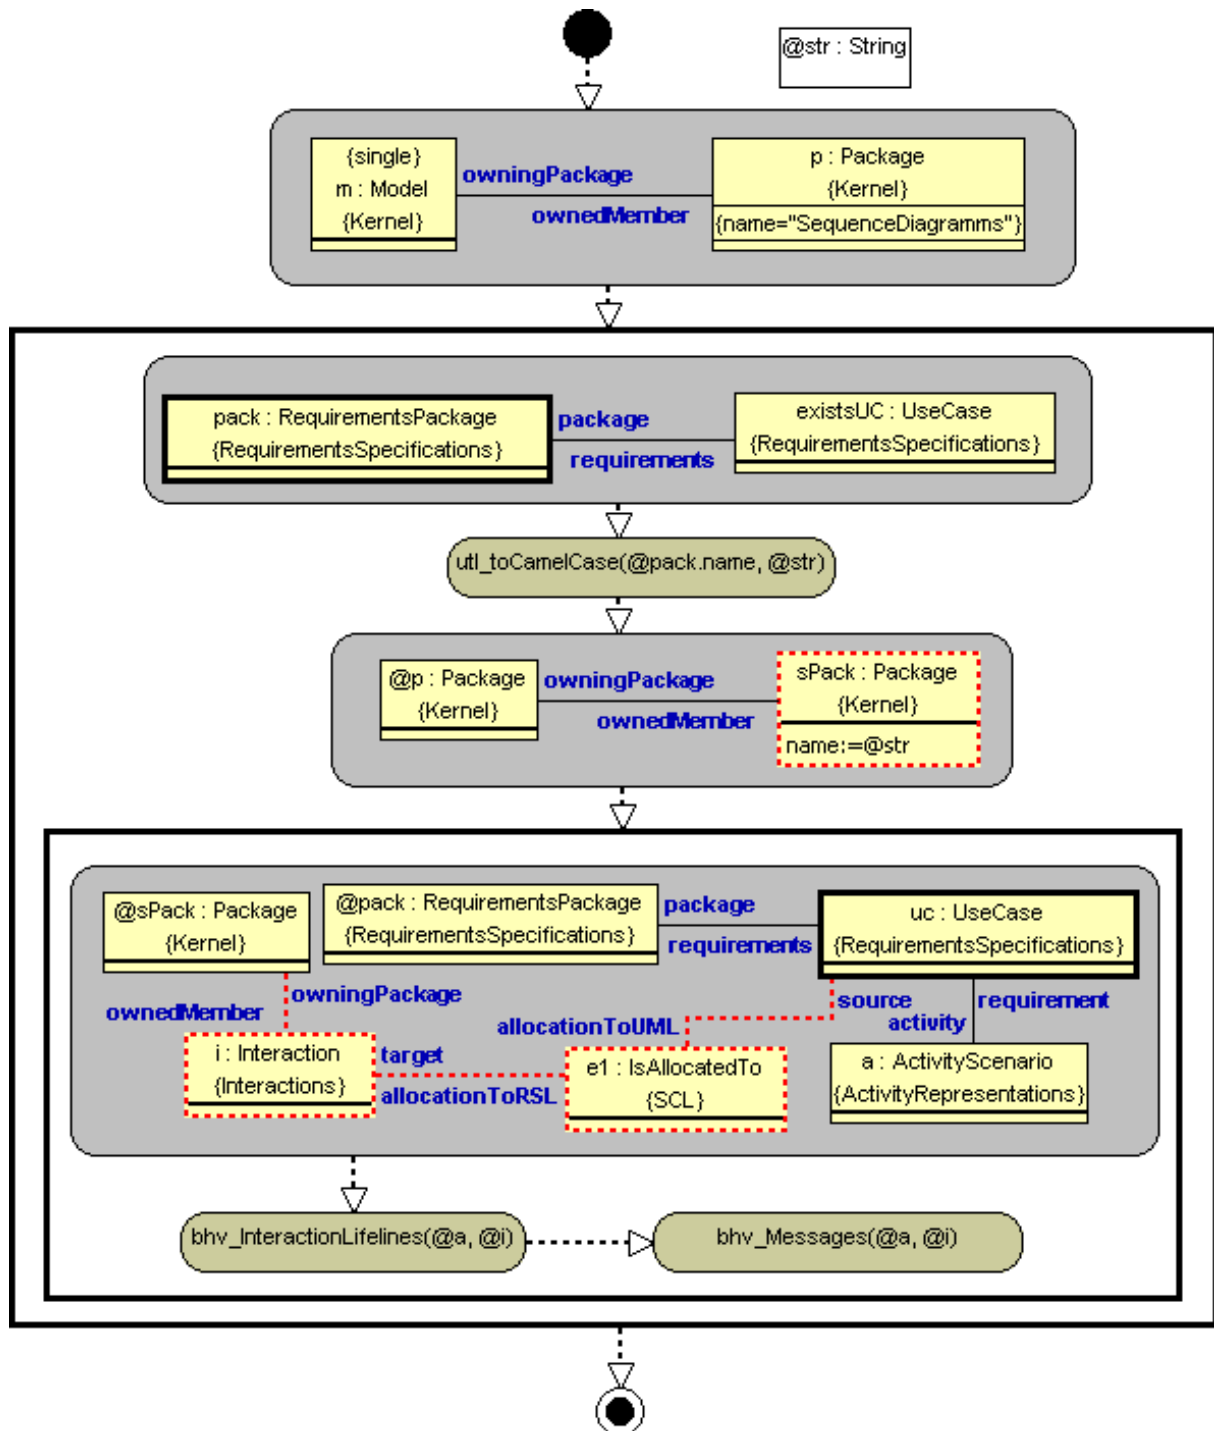 @str : String
{single}
m : Model
{Kernel}
owningPackage
ownedMember
p : Package
{Kernel}
{name="SequenceDiagramms"}
pack : RequirementsPackage
{RequirementsSpecifications}
package
requirements
existsUC : UseCase
{RequirementsSpecifications}
utl_toCamelCase(@pack.name, @str)
@p : Package
{Kernel}
owningPackage
ownedMember
sPack : Package
{Kernel}
name:=@str
@sPack : Package
{Kernel}
@pack : RequirementsPackage
{RequirementsSpecifications}
package
requirements
uc : UseCase
{RequirementsSpecifications}
owningPackage
ownedMember
source
requirement
allocationToUML
activity
i : Interaction
{Interactions}
target
allocationToRSL
e1 : IsAllocatedTo
{SCL}
a : ActivityScenario
{ActivityRepresentations}
bhv_InteractionLifelines(@a, @i)
bhv_Messages(@a, @i)